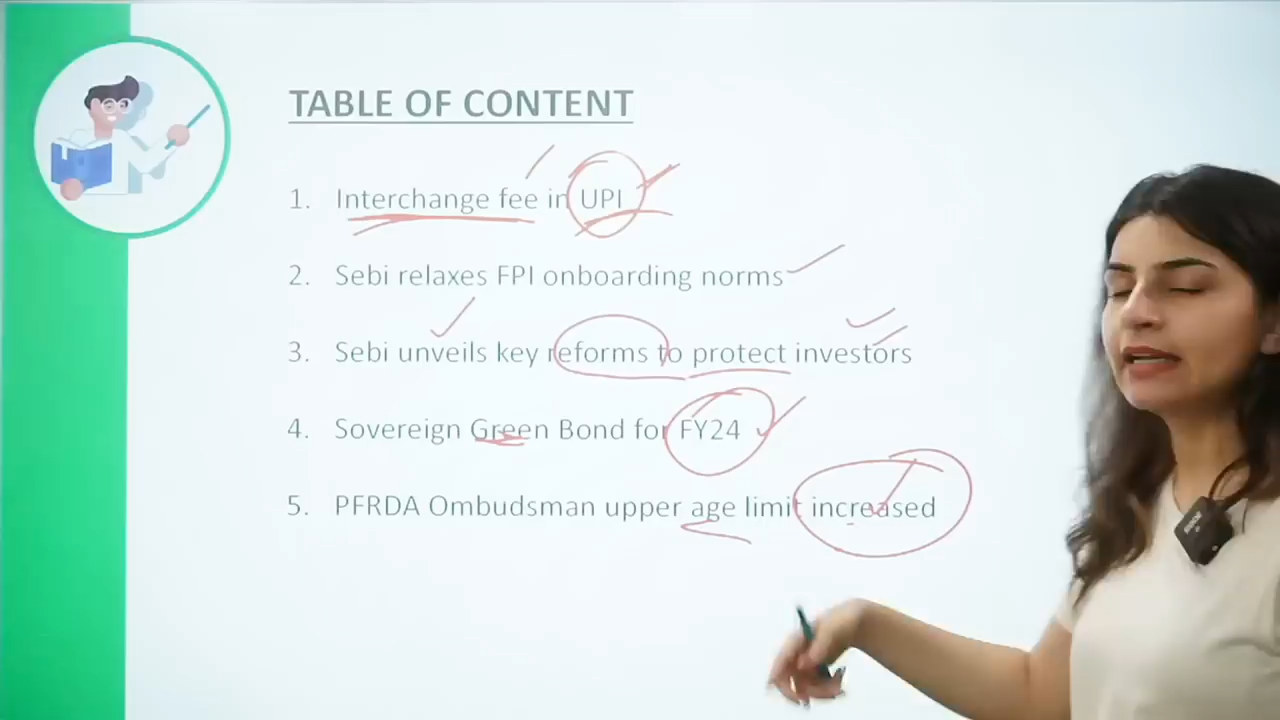 TABLE OF CONTENT
1. Interchange fee in UPI
2. Sebi relaxes FPI onboarding norms
3. Sebi unveils key reforms to protect investors
4. Sovereign Green Bond for FY24
5. PFRDA Ombudsman upper age limit increased